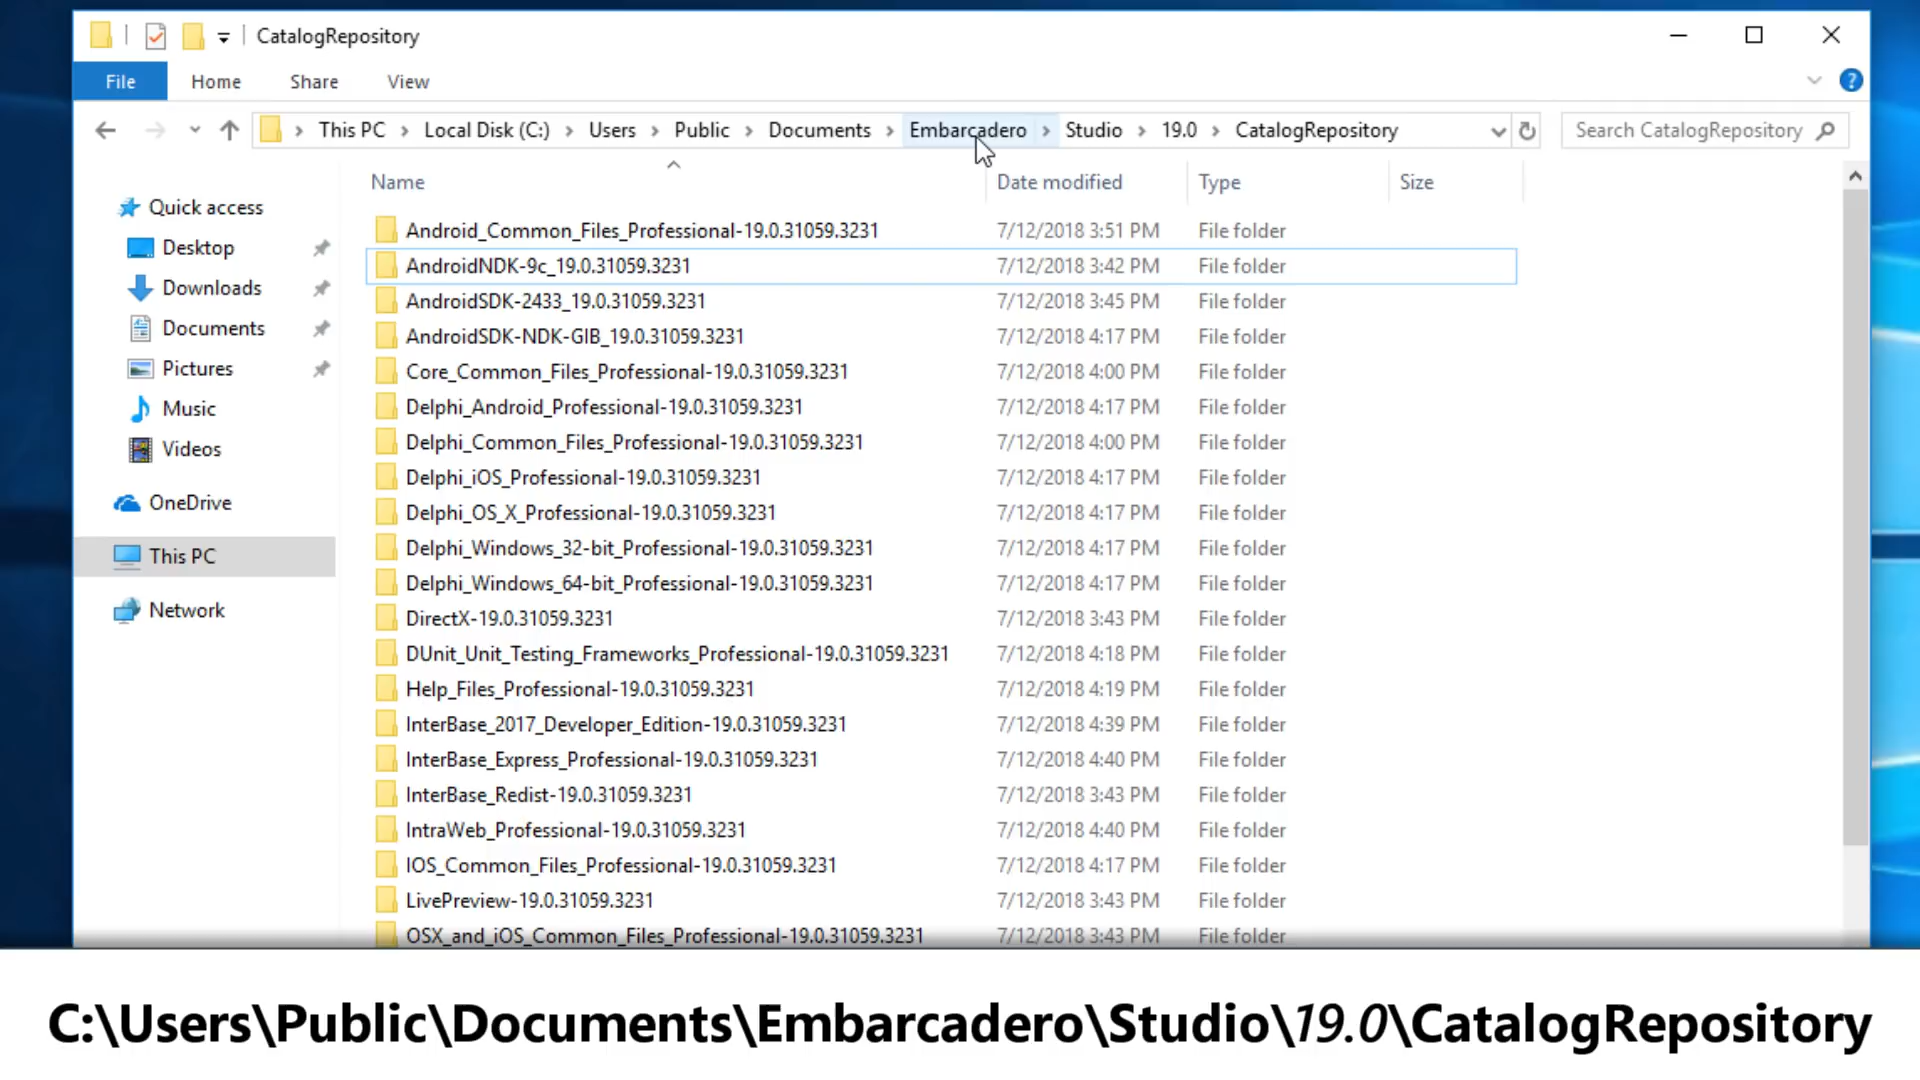 CatalogRepository
File Home Share View
This PC Local Disk (C:) Users Public Documents Embarcadero Studio 19.0 CatalogRepository Search CatalogRepository
Name Date modified Type Size
Quick access
Desktop
Downloads
Documents
Pictures
Music
Videos
OneDrive
This PC
Network
Android_Common_Files_Professional-19.0.31059.3231 7/12/2018 3:51 PM File folder
AndroidNDK-9c_19.0.31059.3231 7/12/2018 3:42 PM File folder
AndroidSDK-2433_19.0.31059.3231 7/12/2018 3:45 PM File folder
AndroidSDK-NDK-GIB_19.0.31059.3231 7/12/2018 4:17 PM File folder
Core_Common_Files_Professional-19.0.31059.3231 7/12/2018 4:00 PM File folder
Delphi_Android_Professional-19.0.31059.3231 7/12/2018 4:17 PM File folder
Delphi_Common_Files_Professional-19.0.31059.3231 7/12/2018 4:00 PM File folder
Delphi_iOS_Professional-19.0.31059.3231 7/12/2018 4:17 PM File folder
Delphi_OS_X_Professional-19.0.31059.3231 7/12/2018 4:17 PM File folder
Delphi_Windows_32-bit_Professional-19.0.31059.3231 7/12/2018 4:17 PM File folder
Delphi_Windows_64-bit_Professional-19.0.31059.3231 7/12/2018 4:17 PM File folder
DirectX-19.0.31059.3231 7/12/2018 3:43 PM File folder
DUnit_Unit_Testing_Frameworks_Professional-19.0.31059.3231 7/12/2018 4:18 PM File folder
Help_Files_Professional-19.0.31059.3231 7/12/2018 4:19 PM File folder
InterBase_2017_Developer_Edition-19.0.31059.3231 7/12/2018 4:39 PM File folder
InterBase_Express_Professional-19.0.31059.3231 7/12/2018 4:40 PM File folder
InterBase_Redist-19.0.31059.3231 7/12/2018 3:43 PM File folder
IntraWeb_Professional-19.0.31059.3231 7/12/2018 4:40 PM File folder
IOS_Common_Files_Professional-19.0.31059.3231 7/12/2018 4:17 PM File folder
LivePreview-19.0.31059.3231 7/12/2018 3:43 PM File folder
OSX_and_iOS_Common_Files_Professional-19.0.31059.3231 7/12/2018 3:43 PM File folder
C:\Users\Public\Documents\Embarcadero\Studio\19.0\CatalogRepository